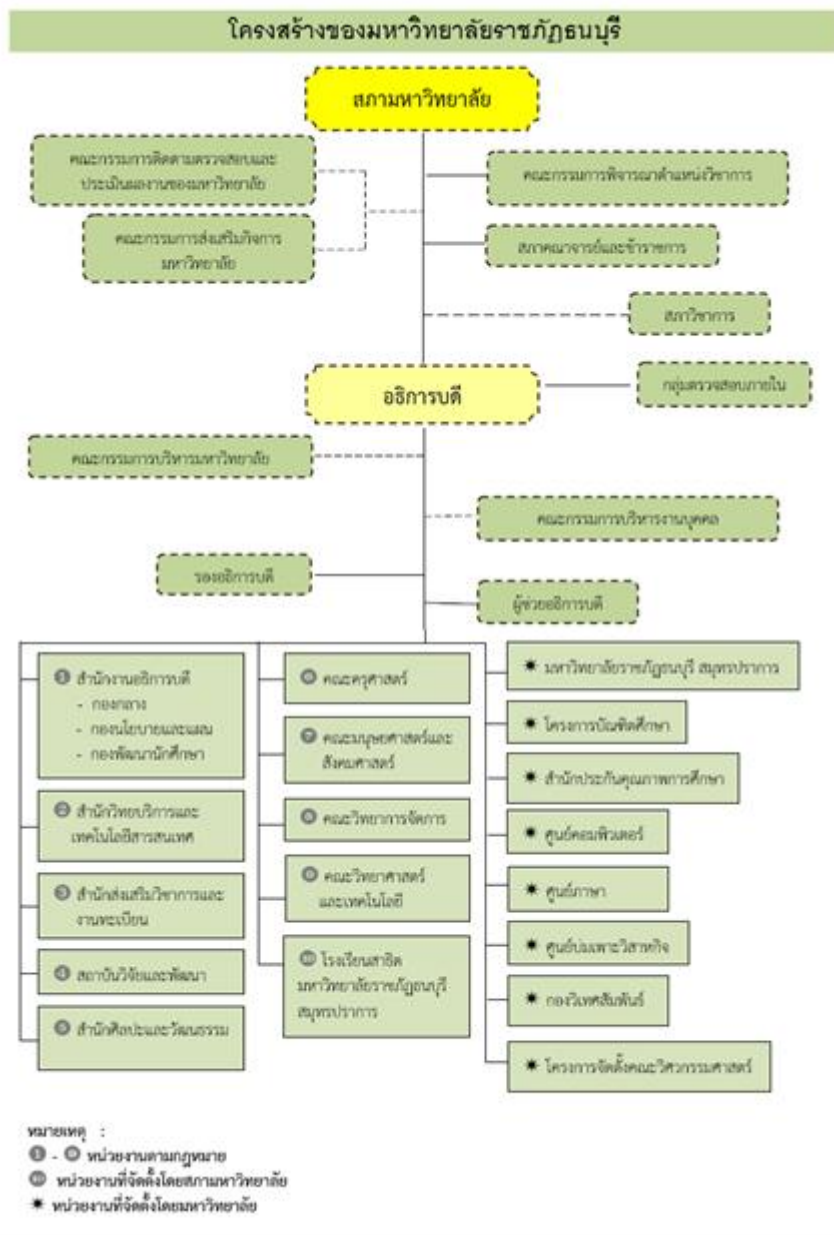 โครงสร้างของมหาวิทยาลัยราชภัฏธนบุรี
สภามหาวิทยาลัย
คณะกรรมการติดตามตรวจสอบและ
ประเมินผลงานของมหาวิทยาลัย
คณะกรรมการพิจารณาตำแหน่งวิชาการ
คณะกรรมการส่งเสริมกิจการ
มหาวิทยาลัย
สภาคณาจารย์และข้าราชการ
สภาวิชาการ
อธิการบดี
กลุ่มตรวจสอบภายใน
คณะกรรมการบริหารมหาวิทยาลัย
คณะกรรมการบริหารงานบุคคล
รองอธิการบดี
ผู้ช่วยอธิการบดี
❶ สำนักงานอธิการบดี
- กองกลาง
- กองนโยบายและแผน
- กองพัฒนานักศึกษา
❷ สำนักวิทยบริการและ
เทคโนโลยีสารสนเทศ
❸ สำนักส่งเสริมวิชาการและ
งานทะเบียน
❹ สถาบันวิจัยและพัฒนา
❺ สำนักศิลปะและวัฒนธรรม
❻ คณะครุศาสตร์
❼ คณะมนุษยศาสตร์และ
สังคมศาสตร์
❽ คณะวิทยาการจัดการ
❾ คณะวิทยาศาสตร์
และเทคโนโลยี
❿ โรงเรียนสาธิต
มหาวิทยาลัยราชภัฏธนบุรี
สมุทรปราการ
✷ มหาวิทยาลัยราชภัฏธนบุรี สมุทรปราการ
✷ โครงการบัณฑิตศึกษา
✷ สำนักประกันคุณภาพการศึกษา
✷ ศูนย์คอมพิวเตอร์
✷ ศูนย์ภาษา
✷ ศูนย์บ่มเพาะวิสาหกิจ
✷ กองวิเทศสัมพันธ์
✷ โครงการจัดตั้งคณะวิศวกรรมศาสตร์
หมายเหตุ :
❶ - ❾ หน่วยงานตามกฎหมาย
❿ หน่วยงานที่จัดตั้งโดยสภามหาวิทยาลัย
✷ หน่วยงานที่จัดตั้งโดยมหาวิทยาลัย